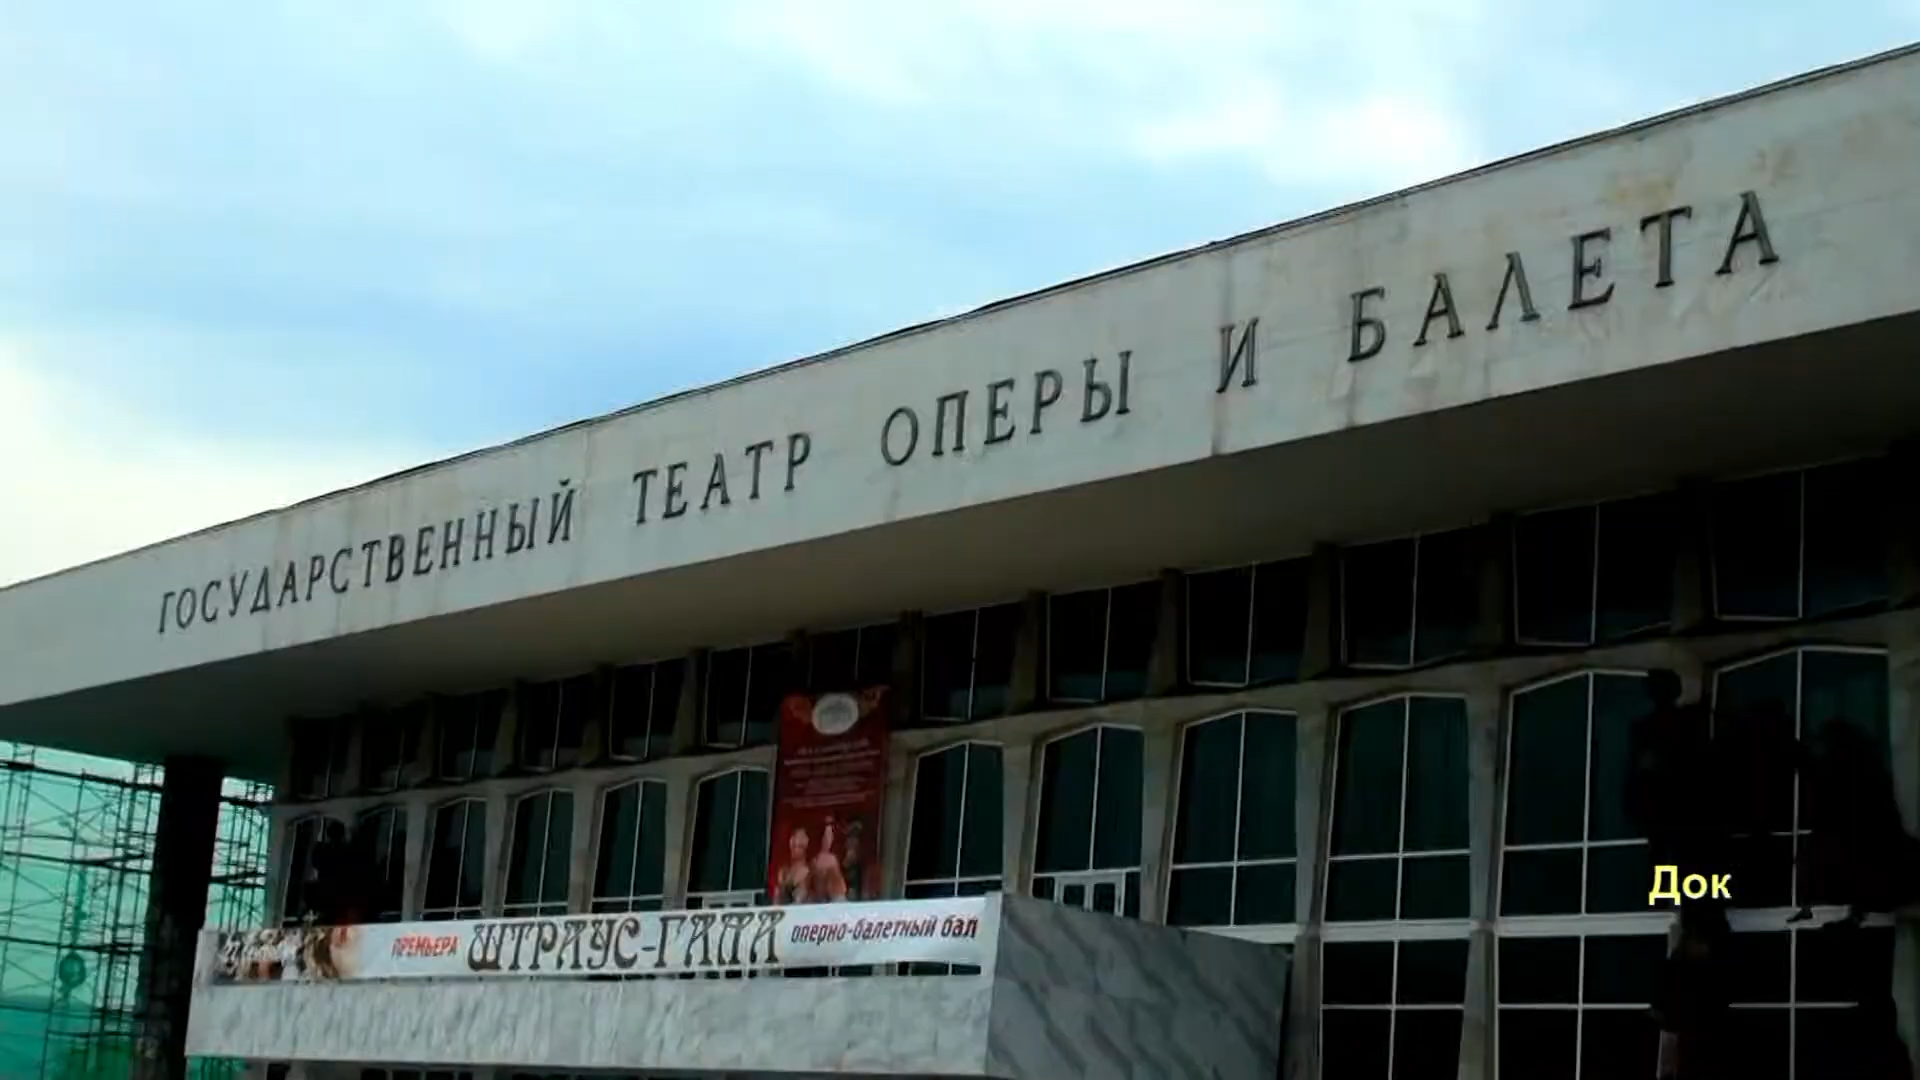 ГОСУДАРСТВЕННЫЙ ТЕАТР ОПЕРЫ И БАЛЕТА
ПРЕМЬЕРА ШТРАУС-ГАЛА оперно-балетный бал
Док